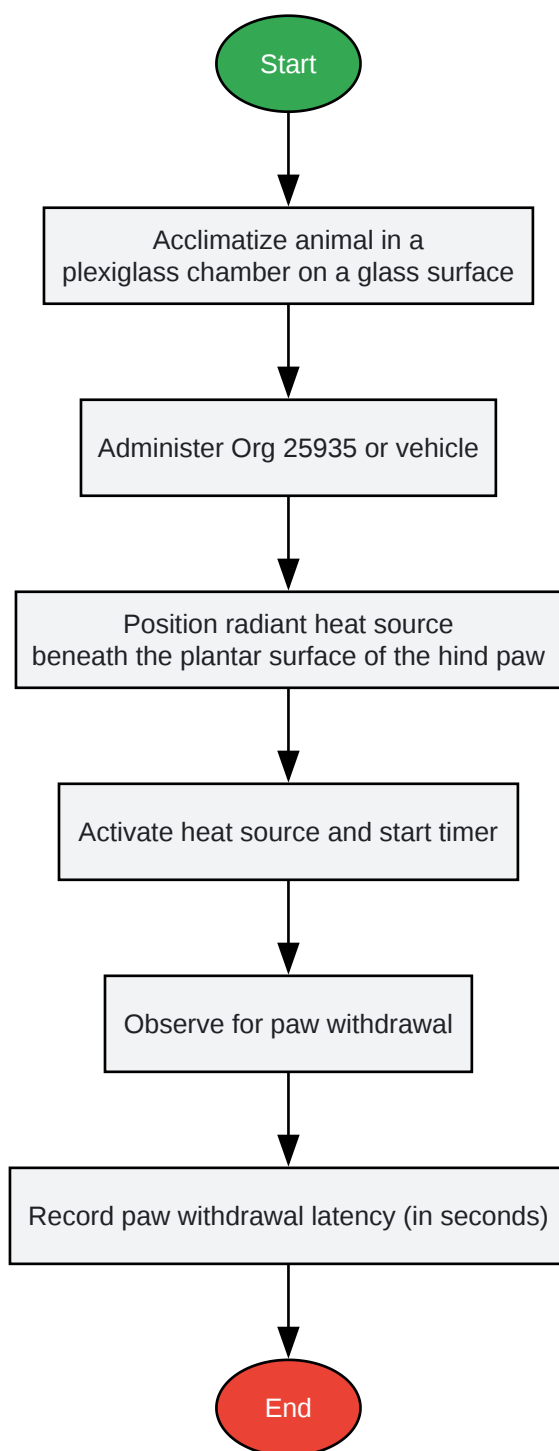 Start
Acclimatize animal in a
plexiglass chamber on a glass surface
Administer Org 25935 or vehicle
Position radiant heat source
beneath the plantar surface of the hind paw
Activate heat source and start timer
Observe for paw withdrawal
Record paw withdrawal latency (in seconds)
End